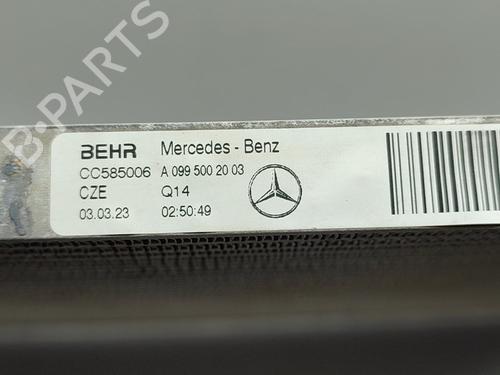 B-PARTS
BEHR Mercedes - Benz
CC585006 A 099 500 20 03
CZE Q14
03.03.23 02:50:49